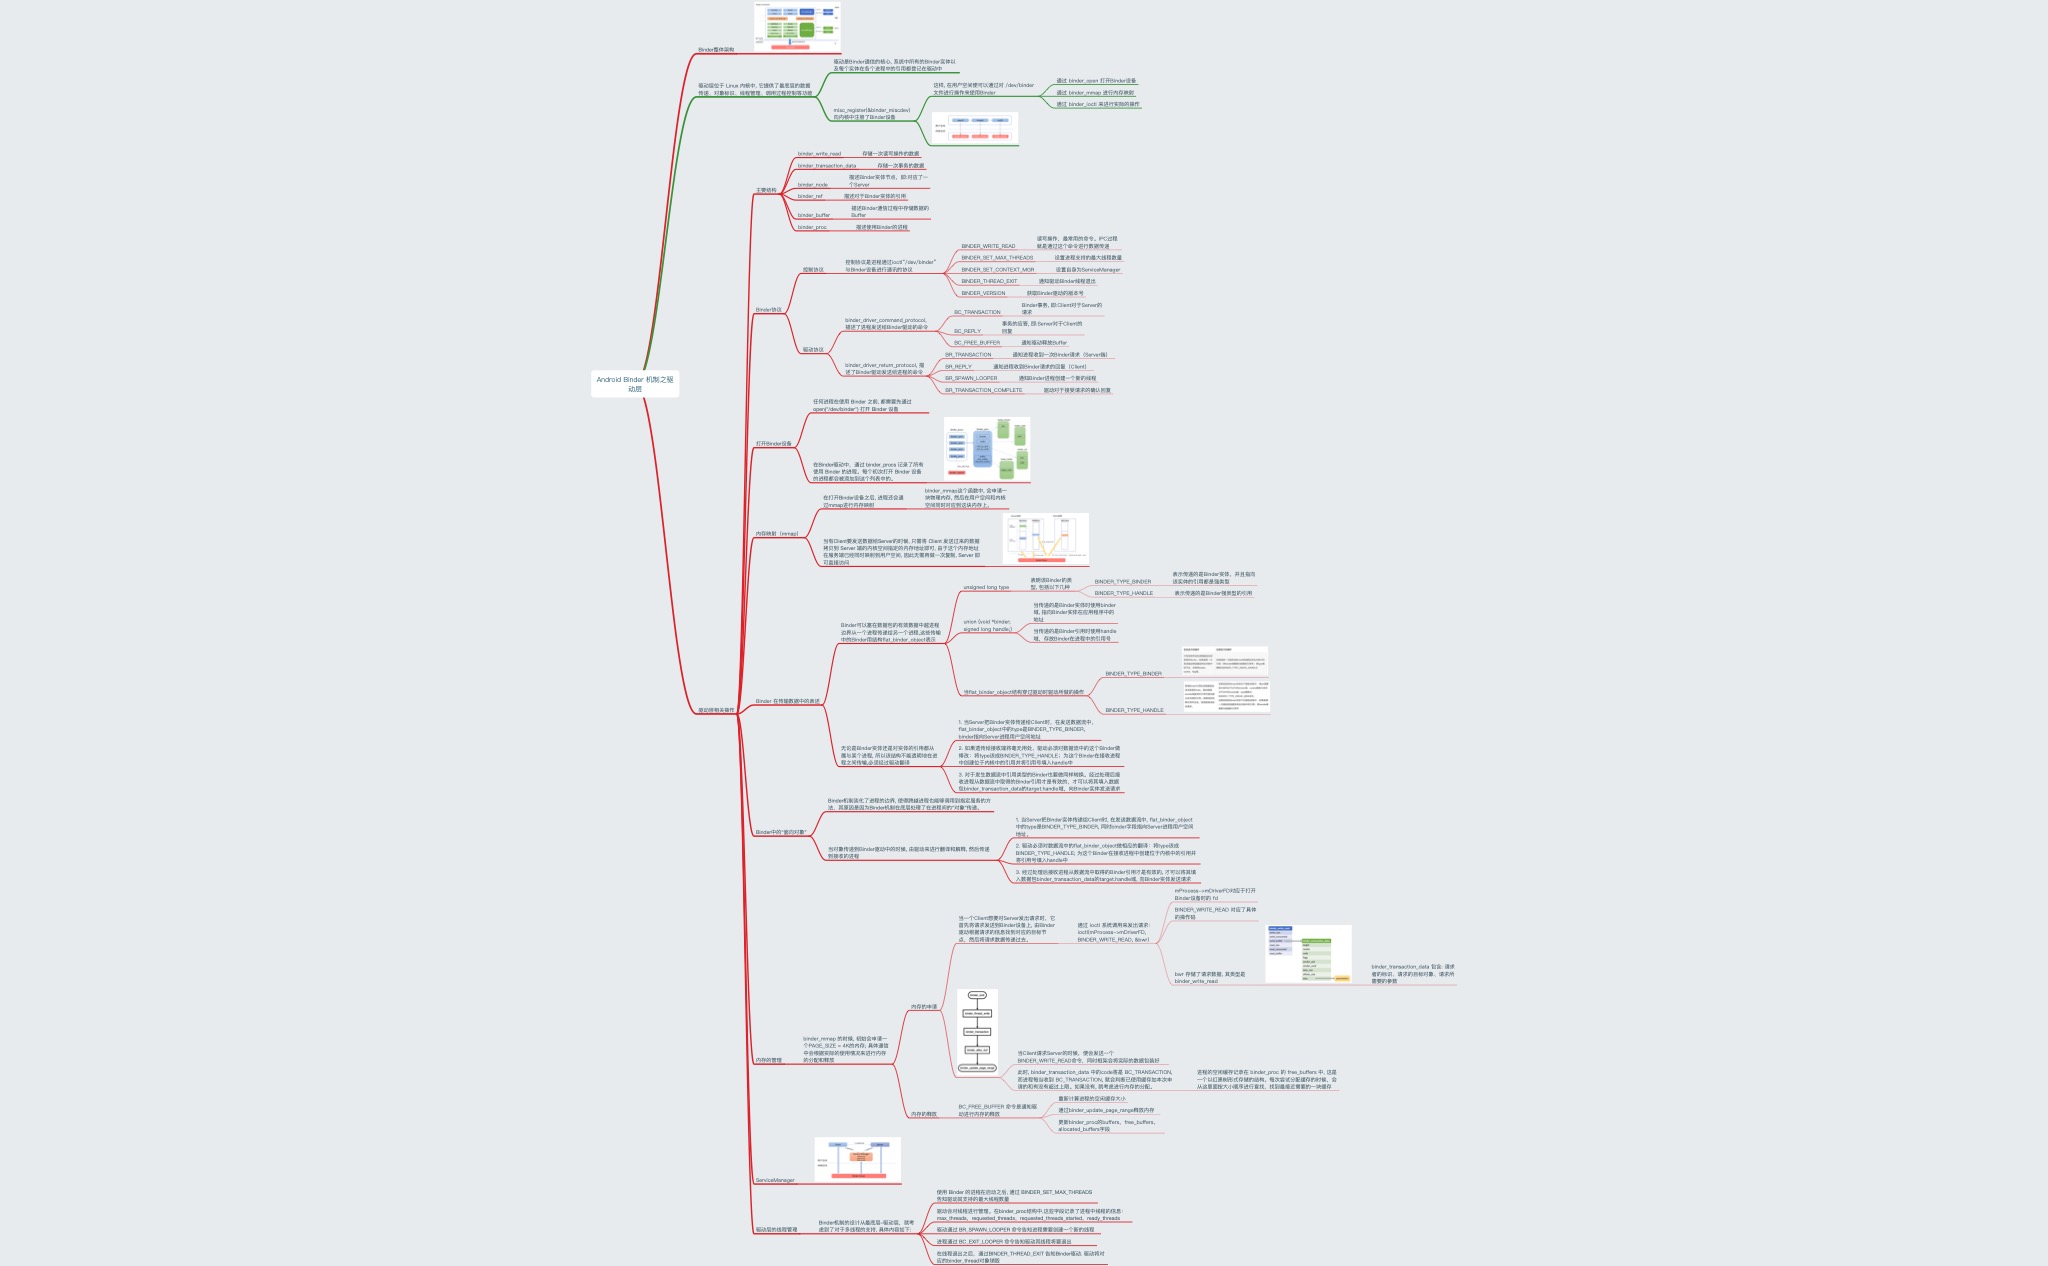 Android Binder 机制之驱
动层
Binder整体架构
驱动层位于 Linux 内核中, 它提供了最底层的数据
传递、对象标识、线程管理、调用过程控制等功能
驱动是Binder通信的核心, 系统中所有的Binder实体以
及每个实体在各个进程中的引用都登记在驱动中
misc_register(&binder_miscdev)
向内核中注册了Binder设备
这样, 在用户空间便可以通过对 /dev/binder
文件进行操作来使用Binder
通过 binder_open 打开Binder设备
通过 binder_mmap 进行内存映射
通过 binder_ioctl 来进行实际的操作
驱动层相关操作
主要结构
binder_write_read
存储一次读写操作的数据
binder_transaction_data
存储一次事务的数据
binder_node
描述Binder实体节点，即:对应了一
个Server
binder_ref
描述对于Binder实体的引用
binder_buffer
描述Binder通信过程中存储数据的
Buffer
binder_proc
描述使用Binder的进程
Binder协议
控制协议
控制协议是进程通过ioctl“/dev/binder”
与Binder设备进行通讯的协议
BINDER_WRITE_READ
读写操作，最常用的命令。IPC过程
就是通过这个命令进行数据传递
BINDER_SET_MAX_THREADS
设置进程支持的最大线程数量
BINDER_SET_CONTEXT_MGR
设置自身为ServiceManager
BINDER_THREAD_EXIT
通知驱动Binder线程退出
BINDER_VERSION
获取Binder驱动的版本号
驱动协议
binder_driver_command_protocol,
描述了进程发送给Binder驱动的命令
BC_TRANSACTION
Binder事务, 即:Client对于Server的
请求
BC_REPLY
事务的应答, 即:Server对于Client的
回复
BC_FREE_BUFFER
通知驱动释放Buffer
binder_driver_return_protocol, 描
述了Binder驱动发送给进程的命令
BR_TRANSACTION
通知进程收到一次Binder请求（Server端）
BR_REPLY
通知进程收到Binder请求的回复（Client）
BR_SPAWN_LOOPER
通知Binder进程创建一个新的线程
BR_TRANSACTION_COMPLETE
驱动对于接受请求的确认回复
打开Binder设备
任何进程在使用 Binder 之前, 都需要先通过
open("/dev/binder") 打开 Binder 设备
在Binder驱动中，通过 binder_procs 记录了所有
使用 Binder 的进程。每个初次打开 Binder 设备
的进程都会被添加到这个列表中的。
内存映射（mmap）
在打开Binder设备之后, 进程还会通
过mmap进行内存映射
binder_mmap这个函数中, 会申请一
块物理内存, 然后在用户空间和内核
空间同时对应到这块内存上。
当有Client要发送数据给Server的时候, 只需将 Client 发送过来的数据
拷贝到 Server 端的内核空间指定的内存地址即可, 由于这个内存地址
在服务端已经同时映射到用户空间, 因此无需再做一次复制, Server 即
可直接访问
Binder 在传输数据中的表述
Binder可以塞在数据包的有效数据中越进程
边界从一个进程传递给另一个进程,这些传输
中的Binder用结构flat_binder_object表示
unsigned long type
表明该Binder的类
型, 包括以下几种
BINDER_TYPE_BINDER
表示传递的是Binder实体，并且指向
该实体的引用都是强类型
BINDER_TYPE_HANDLE
表示传递的是Binder强类型的引用
union {void *binder;
signed long handle;}
当传递的是Binder实体时使用binder
域, 指向Binder实体在应用程序中的
地址
当传递的是Binder引用时使用handle
域，存放Binder在进程中的引用号
当flat_binder_object结构穿过驱动时驱动所做的操作
BINDER_TYPE_BINDER
BINDER_TYPE_HANDLE
无论是Binder实体还是对实体的引用都从
属与某个进程, 所以该结构不能透明地在进
程之间传输,必须经过驱动翻译
1. 当Server把Binder实体传递给Client时，在发送数据流中,
flat_binder_object中的type是BINDER_TYPE_BINDER,
binder指向Server进程用户空间地址
2. 如果透传给接收端将毫无用处，驱动必须对数据流中的这个Binder做
修改：将type该成BINDER_TYPE_HANDLE；为这个Binder在接收进程
中创建位于内核中的引用并将引用号填入handle中
3. 对于发生数据流中引用类型的Binder也要做同样转换。经过处理后接
收进程从数据流中取得的Binder引用才是有效的，才可以将其填入数据
包binder_transaction_data的target.handle域，向Binder实体发送请求
Binder中的“面向对象”
Binder机制淡化了进程的边界, 使得跨越进程也能够调用到指定服务的方
法，其原因是因为Binder机制在底层处理了在进程间的“对象”传递。
当对象传递到Binder驱动中的时候, 由驱动来进行翻译和解释, 然后传递
到接收的进程
1. 当Server把Binder实体传递给Client时, 在发送数据流中, flat_binder_object
中的type是BINDER_TYPE_BINDER, 同时binder字段指向Server进程用户空间
地址。
2. 驱动必须对数据流中的flat_binder_object做相应的翻译：将type该成
BINDER_TYPE_HANDLE; 为这个Binder在接收进程中创建位于内核中的引用并
将引用号填入handle中
3. 经过处理后接收进程从数据流中取得的Binder引用才是有效的, 才可以将其填
入数据包binder_transaction_data的target.handle域, 向Binder实体发送请求
内存的管理
binder_mmap 的时候, 初始会申请一
个PAGE_SIZE = 4K的内存; 具体通信
中会根据实际的使用情况来进行内存
的分配和释放
内存的申请
当一个Client想要对Server发出请求时，它
首先将请求发送到Binder设备上, 由Binder
驱动根据请求的信息找到对应的目标节
点，然后将请求数据传递过去。
通过 ioctl 系统调用来发出请求:
ioctl(mProcess->mDriverFD,
BINDER_WRITE_READ, &bwr)
mProcess->mDriverFD对应于打开
Binder设备时的 fd
BINDER_WRITE_READ 对应了具体
的操作码
bwr 存储了请求数据, 其类型是
binder_write_read
binder_transaction_data 包含: 请求
者的标识、请求的目标对象、请求所
需要的参数
当Client请求Server的时候，便会发送一个
BINDER_WRITE_READ命令，同时框架会将实际的数据包装好
此时, binder_transaction_data 中的code将是 BC_TRANSACTION,
而进程每当收到 BC_TRANSACTION, 就会判断已使用缓存加本次申
请的和有没有超过上限。如果没有, 就考虑进行内存的分配。
进程的空闲缓存记录在 binder_proc 的 free_buffers 中, 这是
一个以红黑树形式存储的结构。每次尝试分配缓存的时候，会
从这里面按大小顺序进行查找，找到最接近需要的一块缓存
内存的释放
BC_FREE_BUFFER 命令是通知驱
动进行内存的释放
重新计算进程的空闲缓存大小
通过binder_update_page_range释放内存
更新binder_proc的buffers、free_buffers、
allocated_buffers字段
ServiceManager
驱动层的线程管理
Binder机制的设计从最底层-驱动层，就考
虑到了对于多线程的支持, 具体内容如下:
使用 Binder 的进程在启动之后, 通过 BINDER_SET_MAX_THREADS
告知驱动其支持的最大线程数量
驱动会对线程进行管理。在binder_proc结构中,这些字段记录了进程中线程的信息:
max_threads、requested_threads、requested_threads_started、ready_threads
驱动通过 BR_SPAWN_LOOPER 命令告知进程需要创建一个新的线程
进程通过 BC_EXIT_LOOPER 命令告知驱动其线程将要退出
在线程退出之后，通过BINDER_THREAD_EXIT 告知Binder驱动. 驱动将对
应的binder_thread对象释放